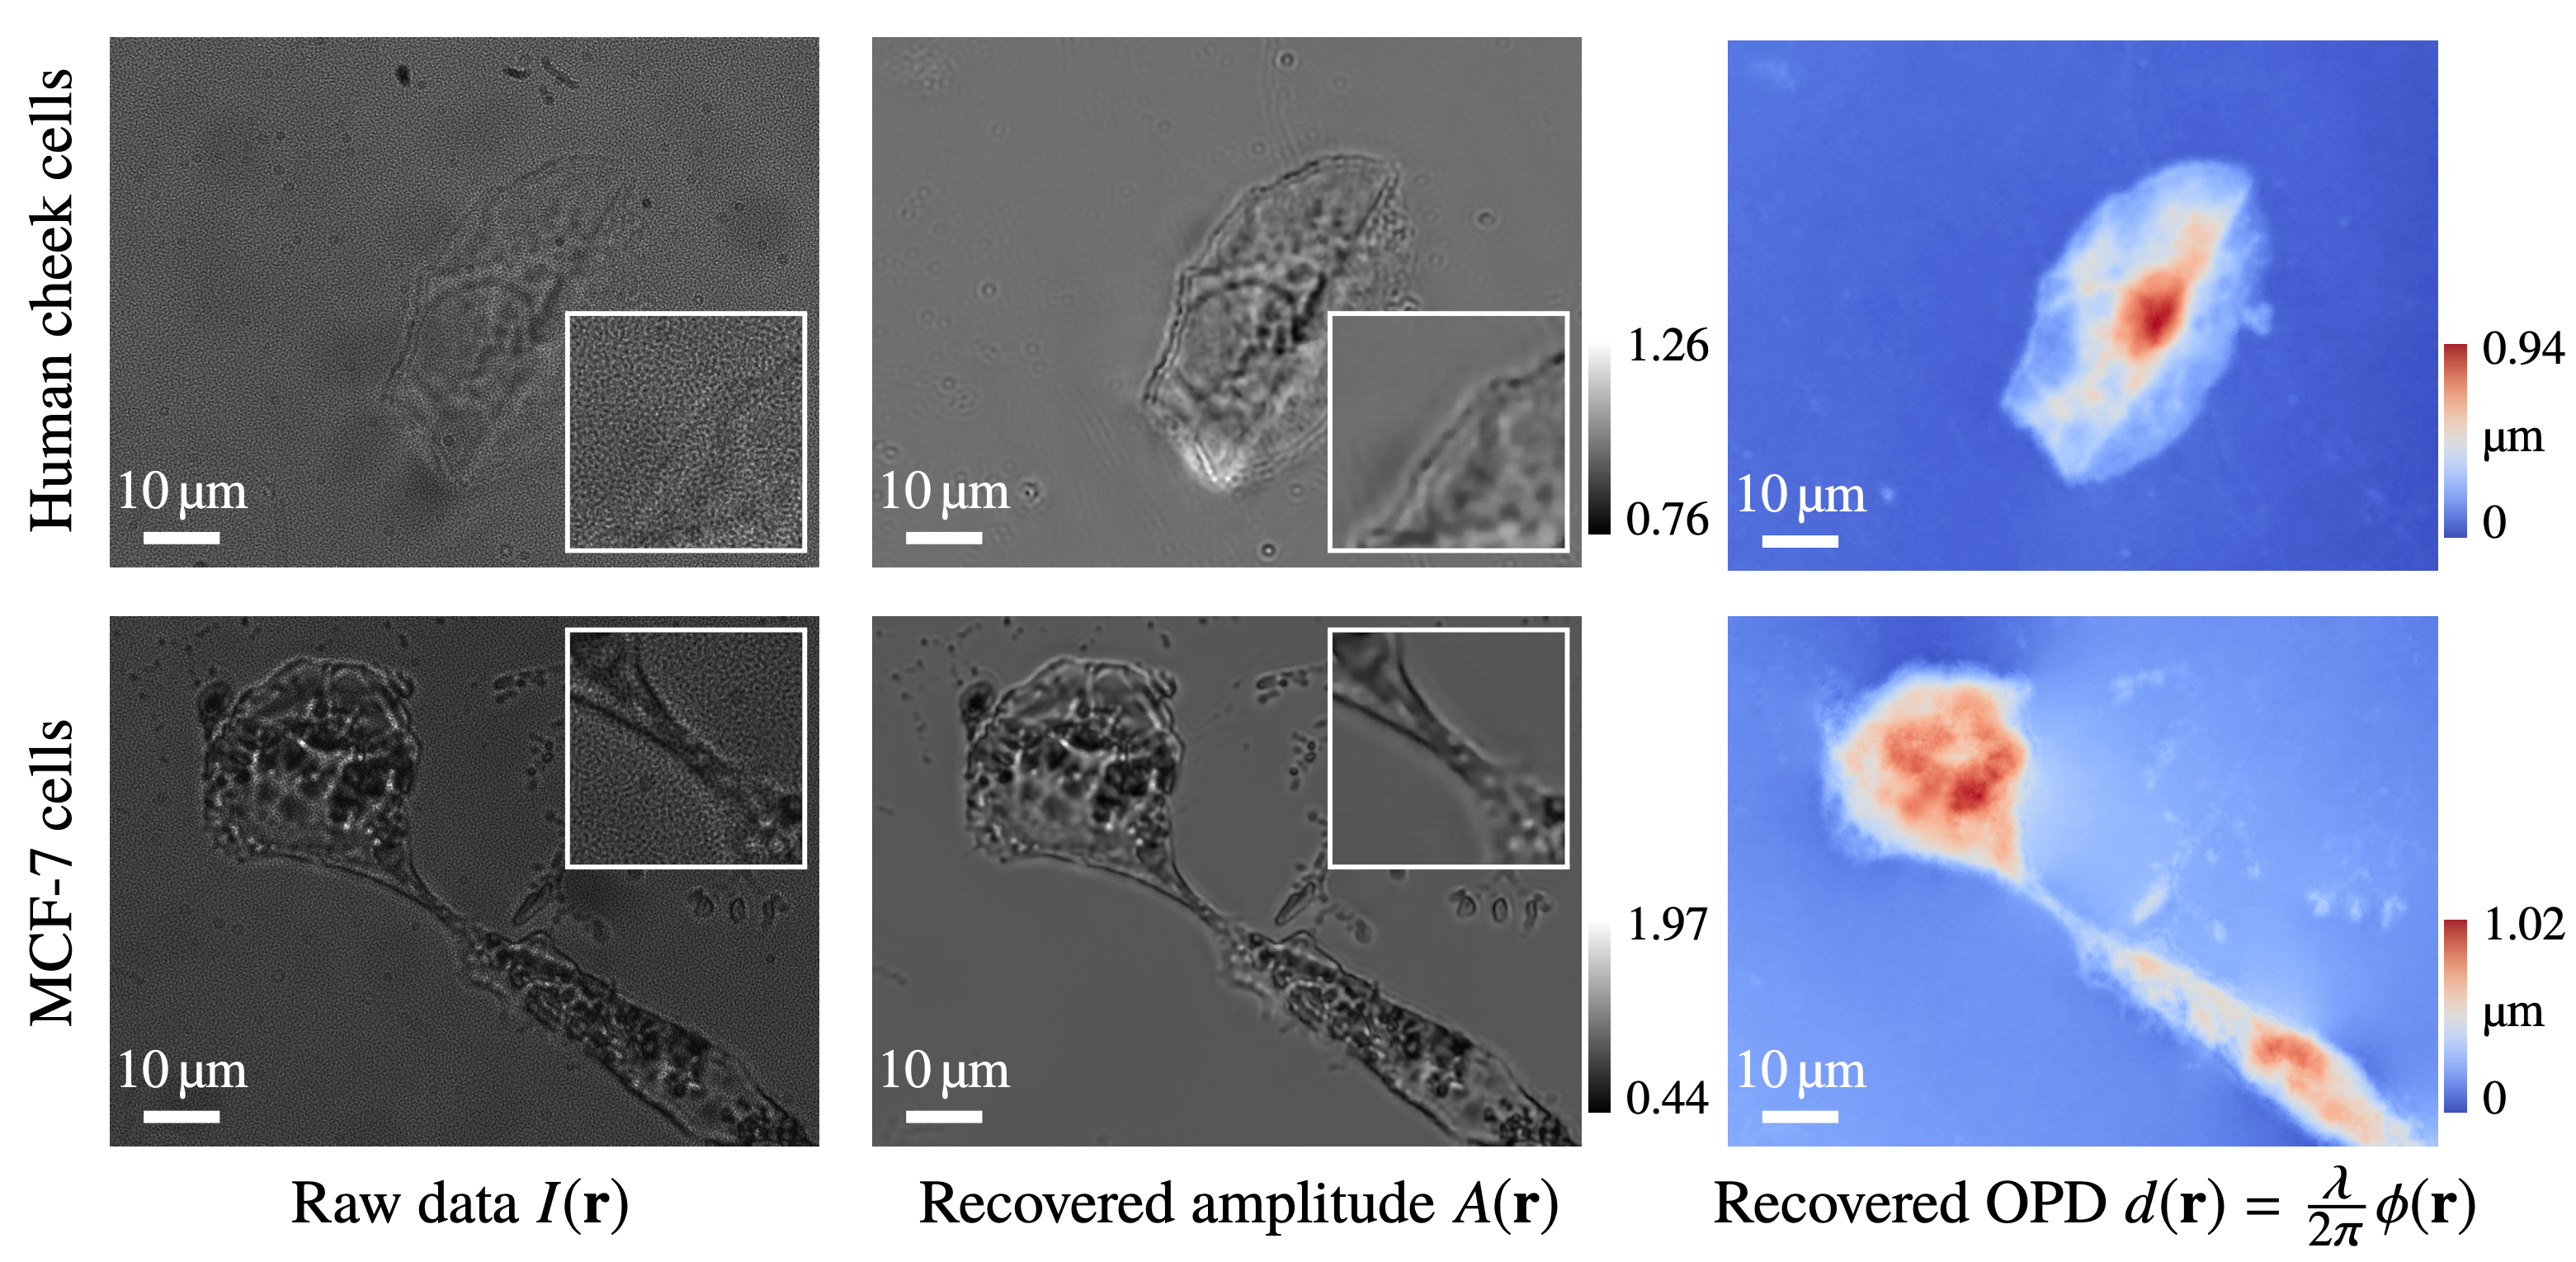 Human cheek cells
10 µm
10 µm
1.26
0.76
10 µm
0.94
µm
0
MCF-7 cells
10 µm
10 µm
1.97
0.44
10 µm
1.02
µm
0
Raw data I(r)
Recovered amplitude A(r)
Recovered OPD d(r) = λ/2π ϕ(r)